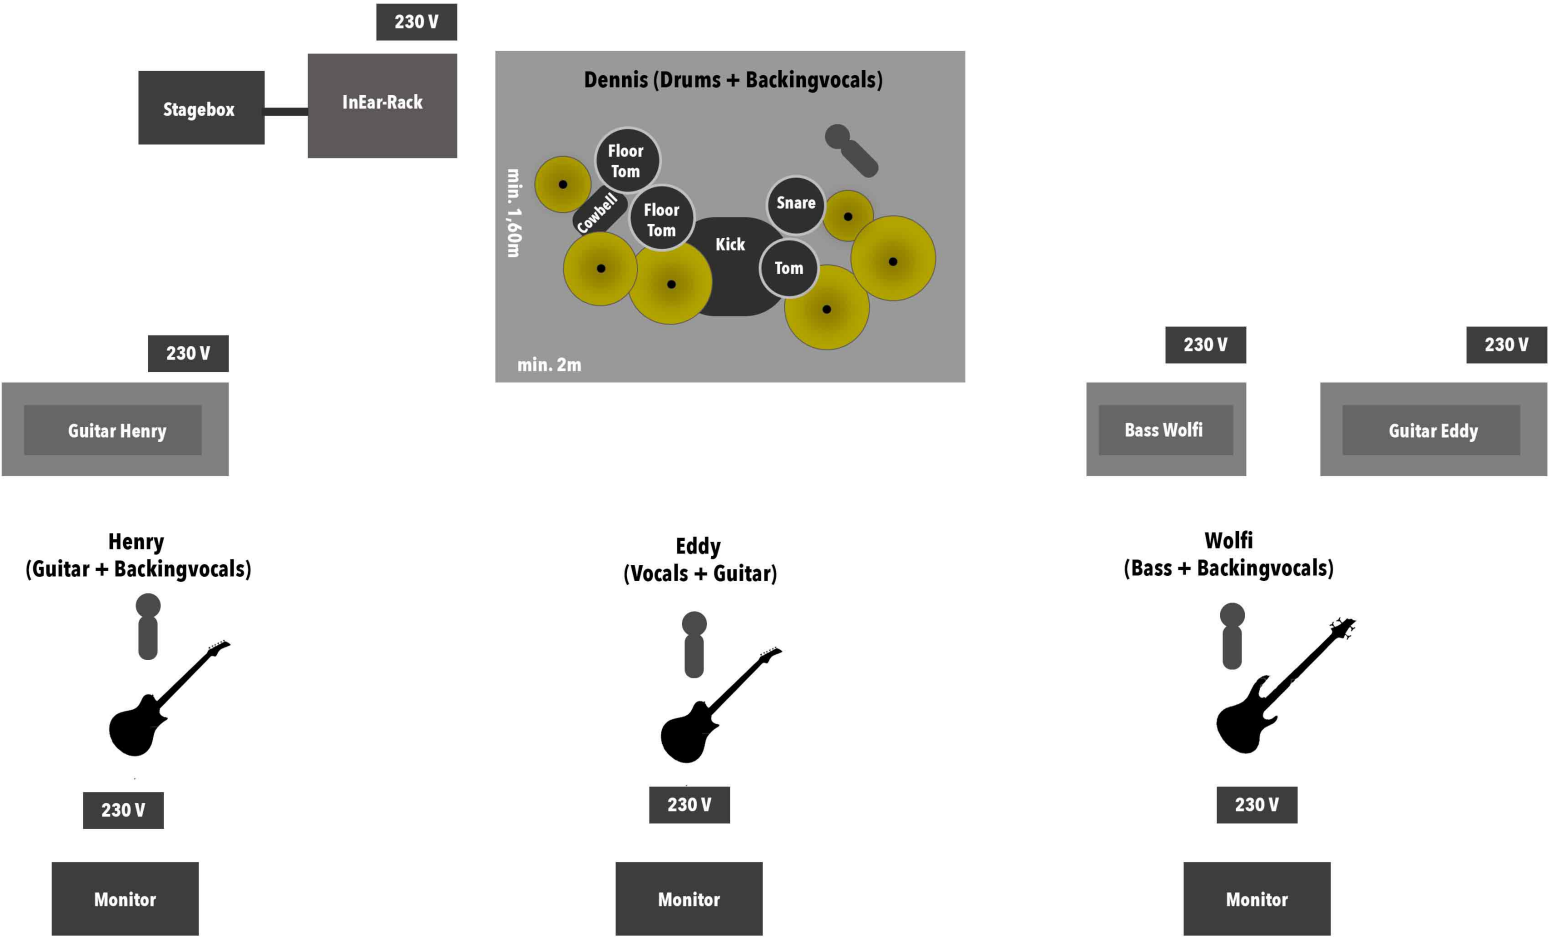 230 V
Stagebox
InEar-Rack
Dennis (Drums + Backingvocals)
Floor
Tom
Cowbell
Floor
Tom
Kick
Snare
Tom
min. 1,60m
min. 2m
230 V
Guitar Henry
230 V
Bass Wolfi
230 V
Guitar Eddy
Henry
(Guitar + Backingvocals)
Eddy
(Vocals + Guitar)
Wolfi
(Bass + Backingvocals)
230 V
230 V
230 V
Monitor
Monitor
Monitor